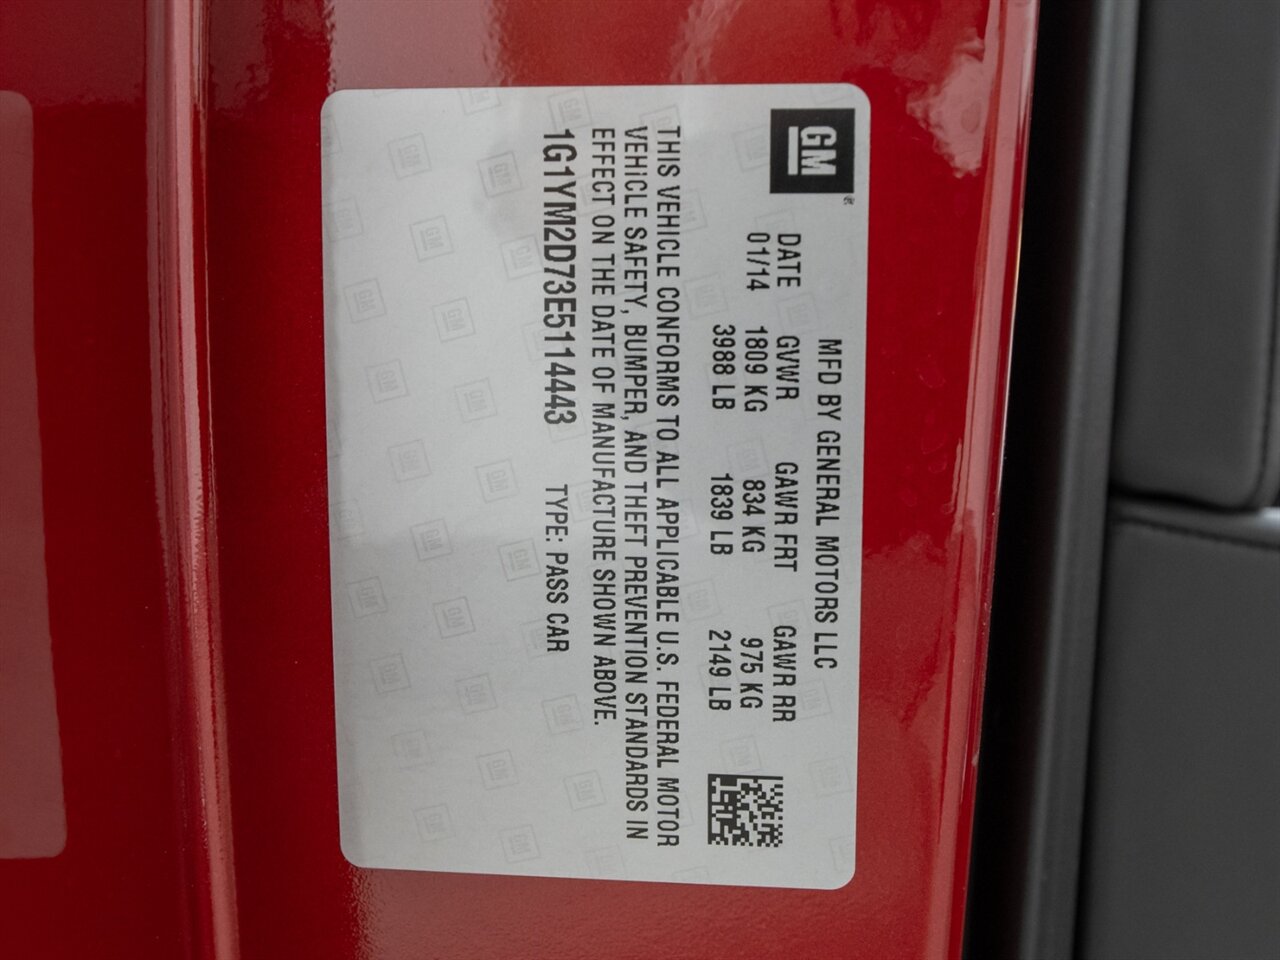 GM®
MFD BY GENERAL MOTORS LLC
DATE GVWR GAWR FRT GAWR RR
01/14 1809 KG 834 KG 975 KG
3988 LB 1839 LB 2149 LB
THIS VEHICLE CONFORMS TO ALL APPLICABLE U.S. FEDERAL MOTOR
VEHICLE SAFETY, BUMPER, AND THEFT PREVENTION STANDARDS IN
EFFECT ON THE DATE OF MANUFACTURE SHOWN ABOVE.
1G1YM2D73E5114443 TYPE: PASS CAR